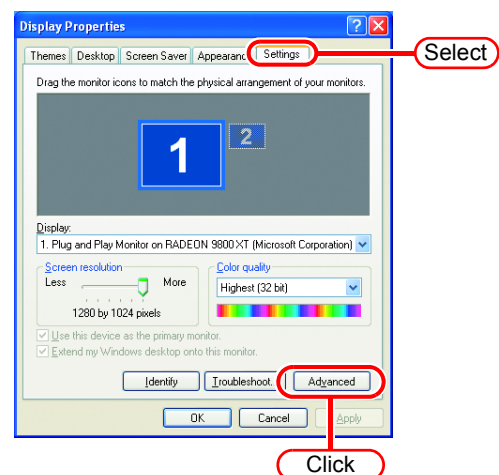 Display Properties
Themes Desktop Screen Saver Appearanc Settings
Select
Drag the monitor icons to match the physical arrangement of your monitors.
1
2
Display:
1. Plug and Play Monitor on RADEON 9800 XT (Microsoft Corporation)
Screen resolution
Less More
1280 by 1024 pixels
Color quality
Highest (32 bit)
Use this device as the primary monitor.
Extend my Windows desktop onto this monitor.
Identify Troubleshoot. Advanced
OK Cancel Apply
Click